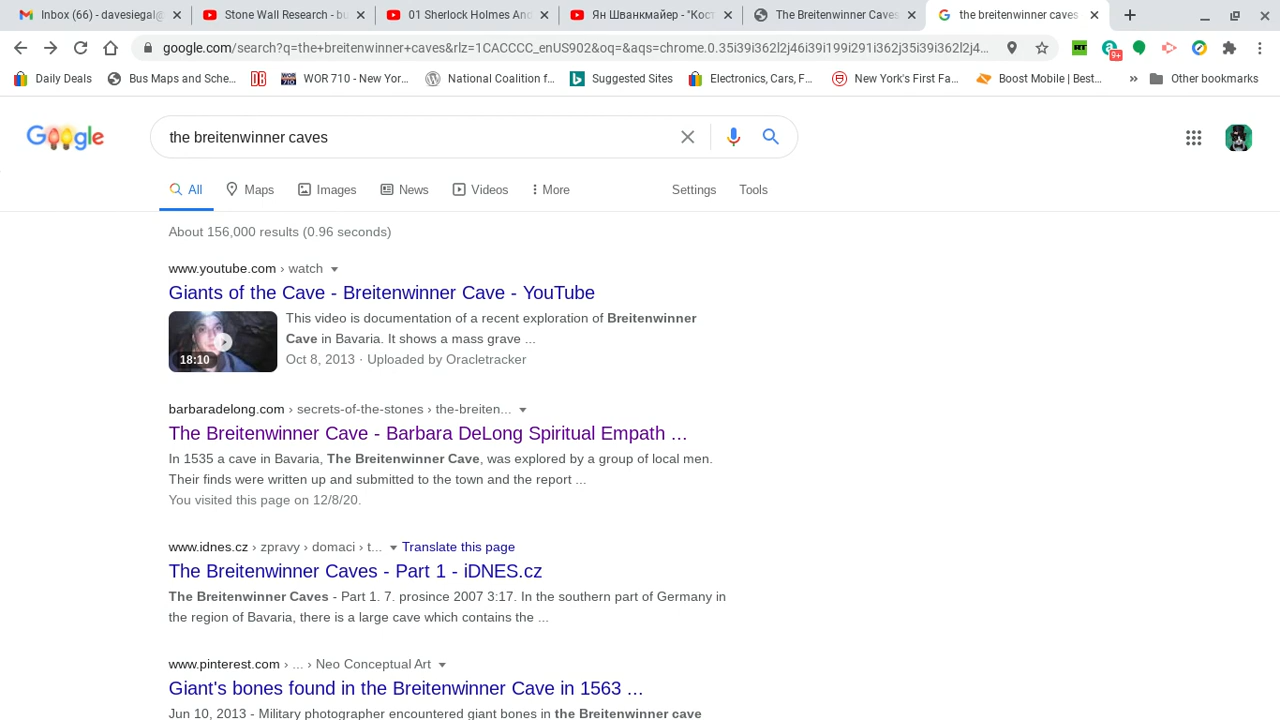 Inbox (66) - davesiegal@
Stone Wall Research - bu
01 Sherlock Holmes And
Ян Шванкмайер - "Кост
The Breitenwinner Caves
the breitenwinner caves
google.com/search?q=the+breitenwinner+caves&rlz=1CACCCC_enUS902&oq=&aqs=chrome.0.35i39i362l2j46i39i199i291i362j35i39i362l2j4...
9+
Daily Deals
Bus Maps and Sche...
WOR 710 - New Yor...
National Coalition f...
Suggested Sites
Electronics, Cars, F...
New York's First Fa...
Boost Mobile | Best...
»
Other bookmarks
Google
the breitenwinner caves
All
Maps
Images
News
Videos
More
Settings
Tools
About 156,000 results (0.96 seconds)
www.youtube.com › watch
Giants of the Cave - Breitenwinner Cave - YouTube
18:10
This video is documentation of a recent exploration of Breitenwinner
Cave in Bavaria. It shows a mass grave ...
Oct 8, 2013 · Uploaded by Oracletracker
barbaradelong.com › secrets-of-the-stones › the-breiten...
The Breitenwinner Cave - Barbara DeLong Spiritual Empath ...
In 1535 a cave in Bavaria, The Breitenwinner Cave, was explored by a group of local men.
Their finds were written up and submitted to the town and the report ...
You visited this page on 12/8/20.
www.idnes.cz › zpravy › domaci › t... Translate this page
The Breitenwinner Caves - Part 1 - iDNES.cz
The Breitenwinner Caves - Part 1. 7. prosince 2007 3:17. In the southern part of Germany in
the region of Bavaria, there is a large cave which contains the ...
www.pinterest.com › ... › Neo Conceptual Art
Giant's bones found in the Breitenwinner Cave in 1563 ...
Jun 10, 2013 - Military photographer encountered giant bones in the Breitenwinner cave